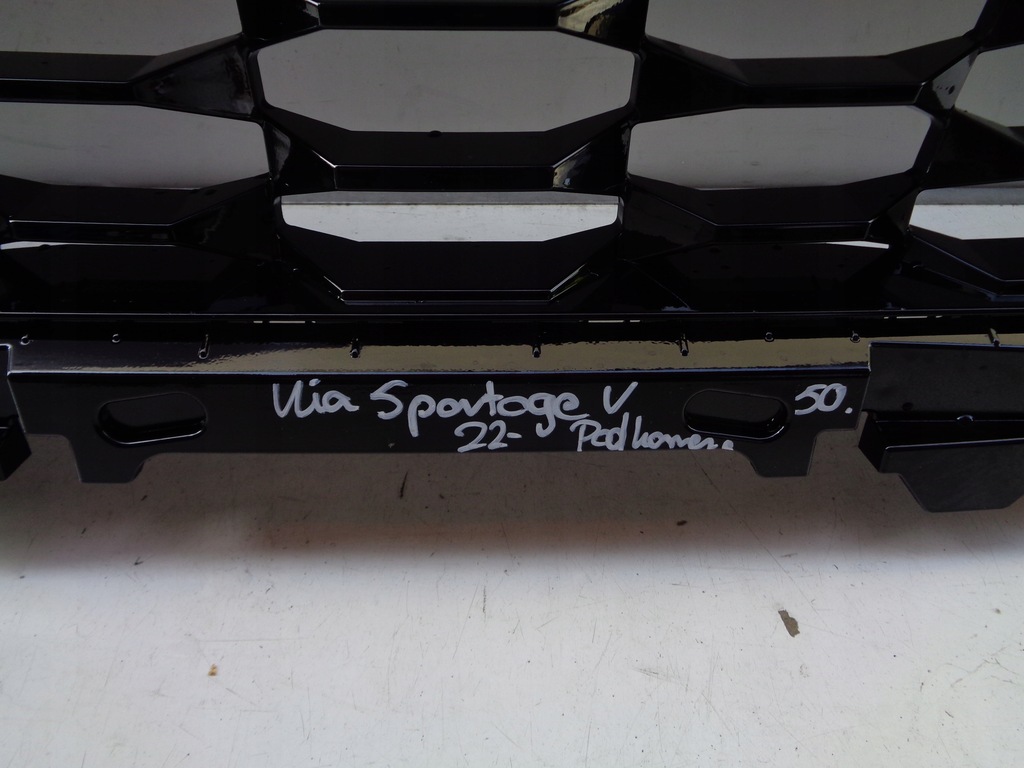 Kia Sportage V 50.
22- Pod kamerę